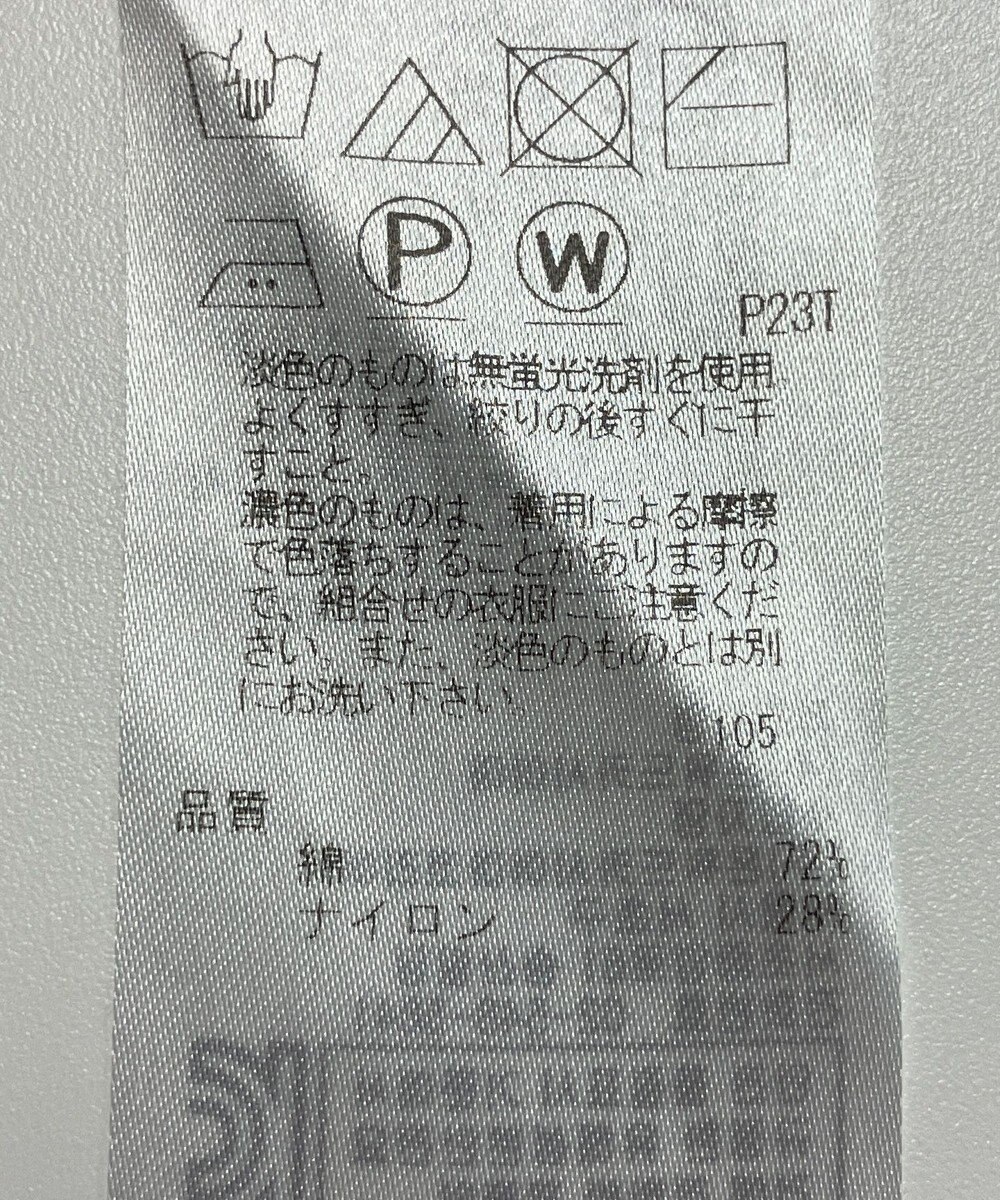 P W
P23T
淡色のものは無蛍光洗剤を使用
よくすすぎ、絞りの後すぐに干
すこと。
濃色のものは、着用による摩擦
で色落ちすることがありますの
で、組合せの衣服にご注意くだ
さい。また、淡色のものとは別
にお洗い下さい。
105
品質
綿 72%
ナイロン 28%